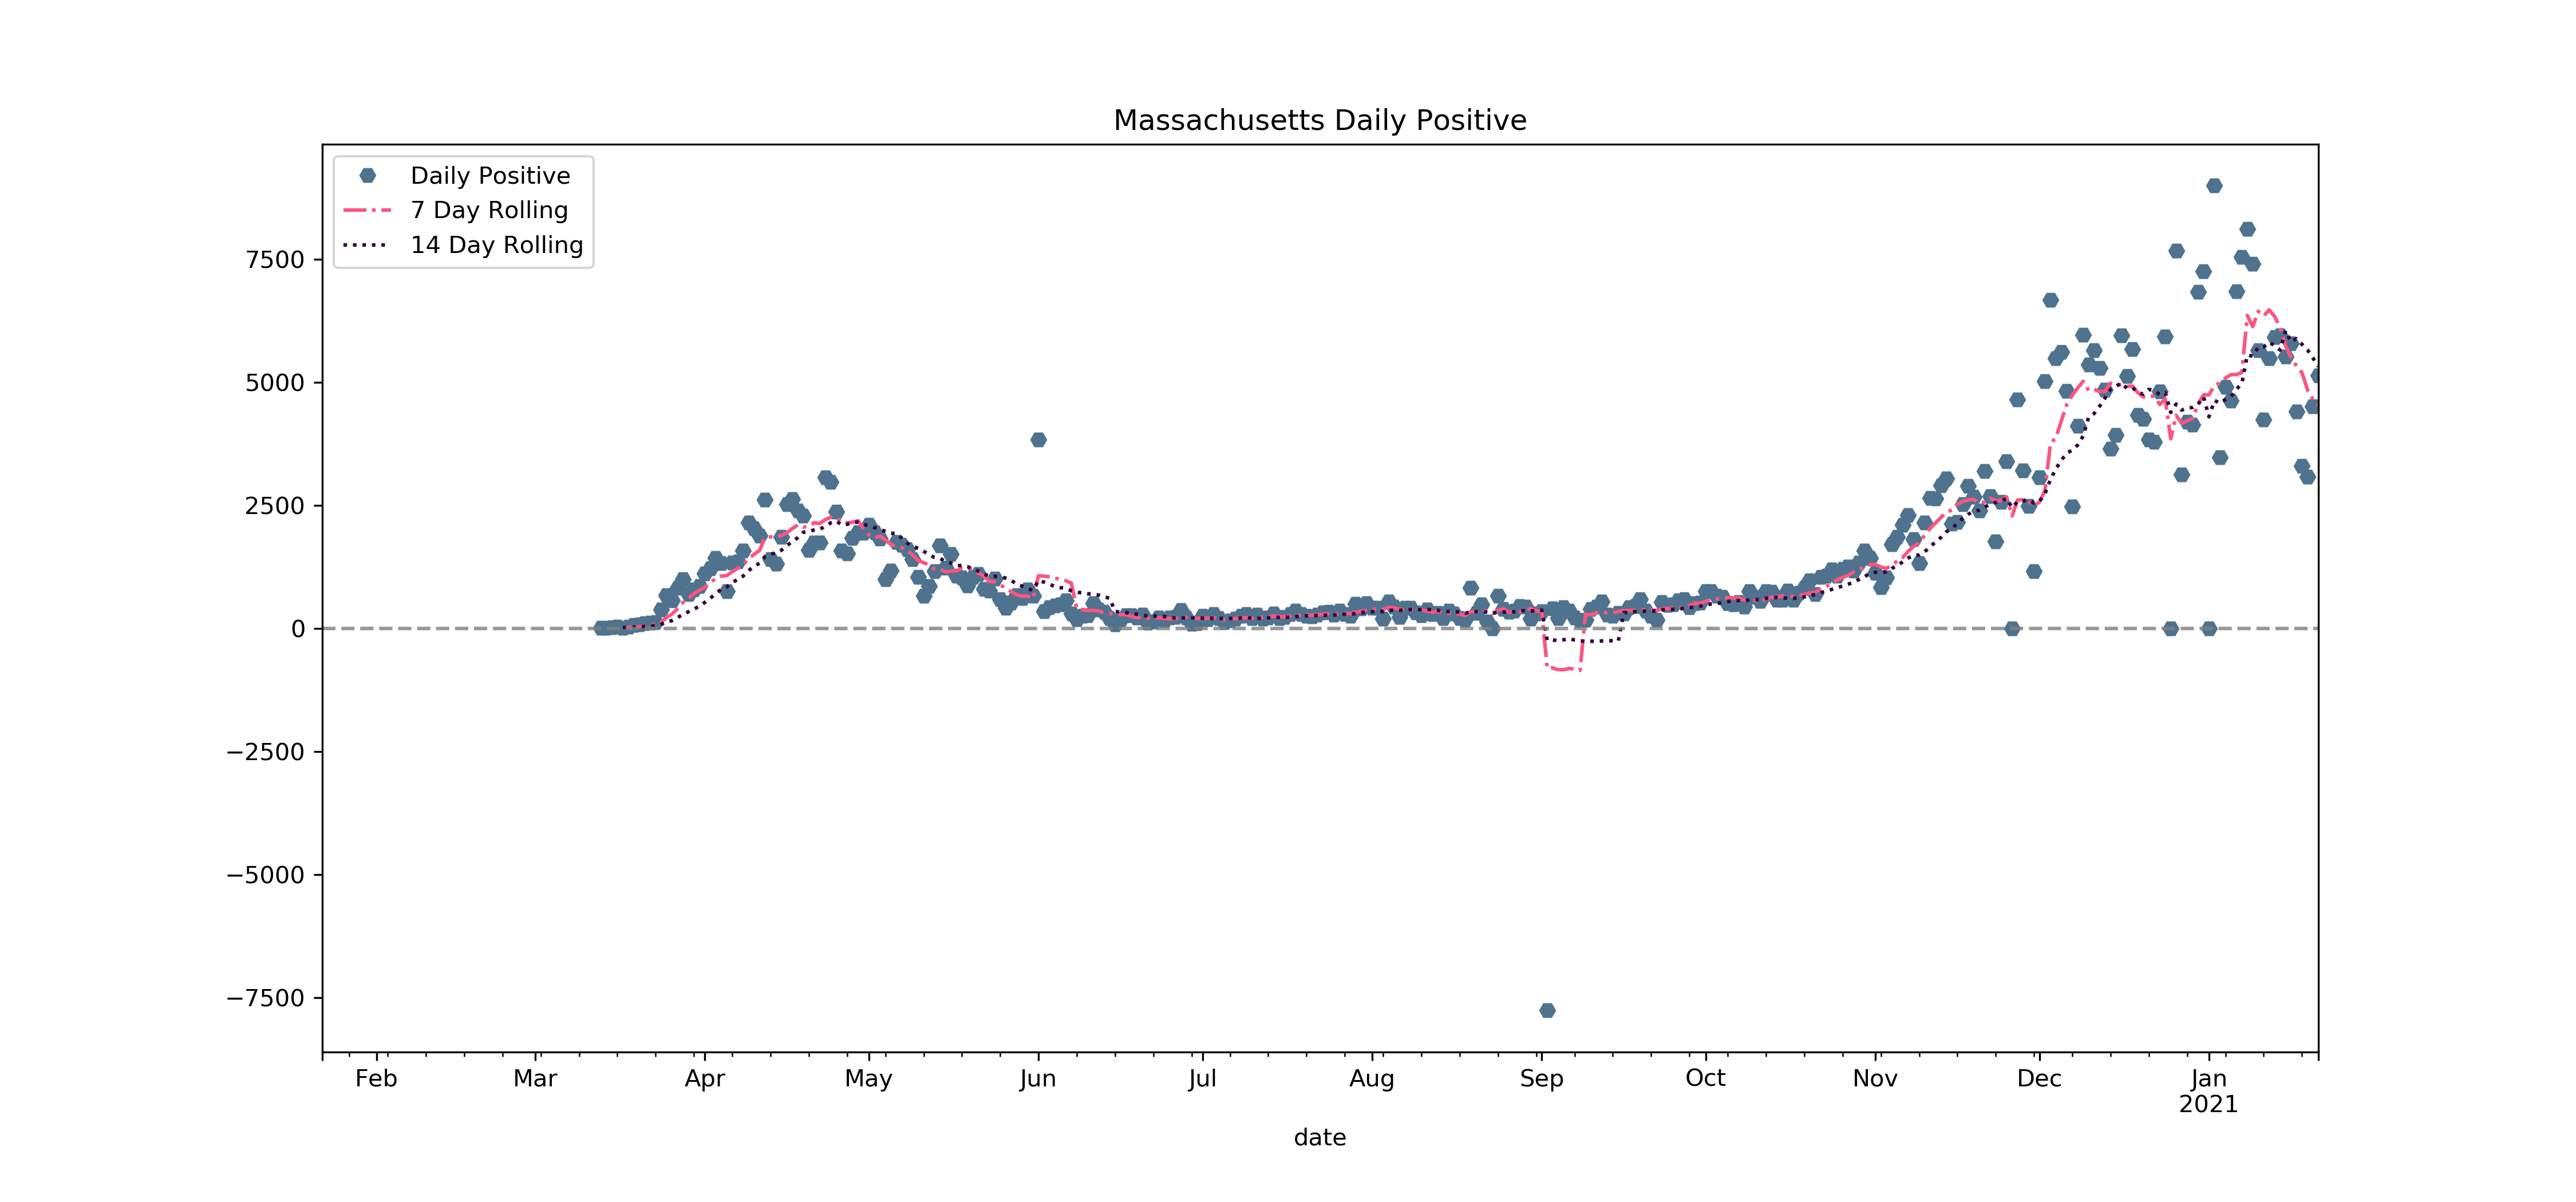 Massachusetts Daily Positive
Daily Positive
7 Day Rolling
14 Day Rolling
7500
5000
2500
0
−2500
−5000
−7500
Feb Mar Apr May Jun Jul Aug Sep Oct Nov Dec Jan
2021
date